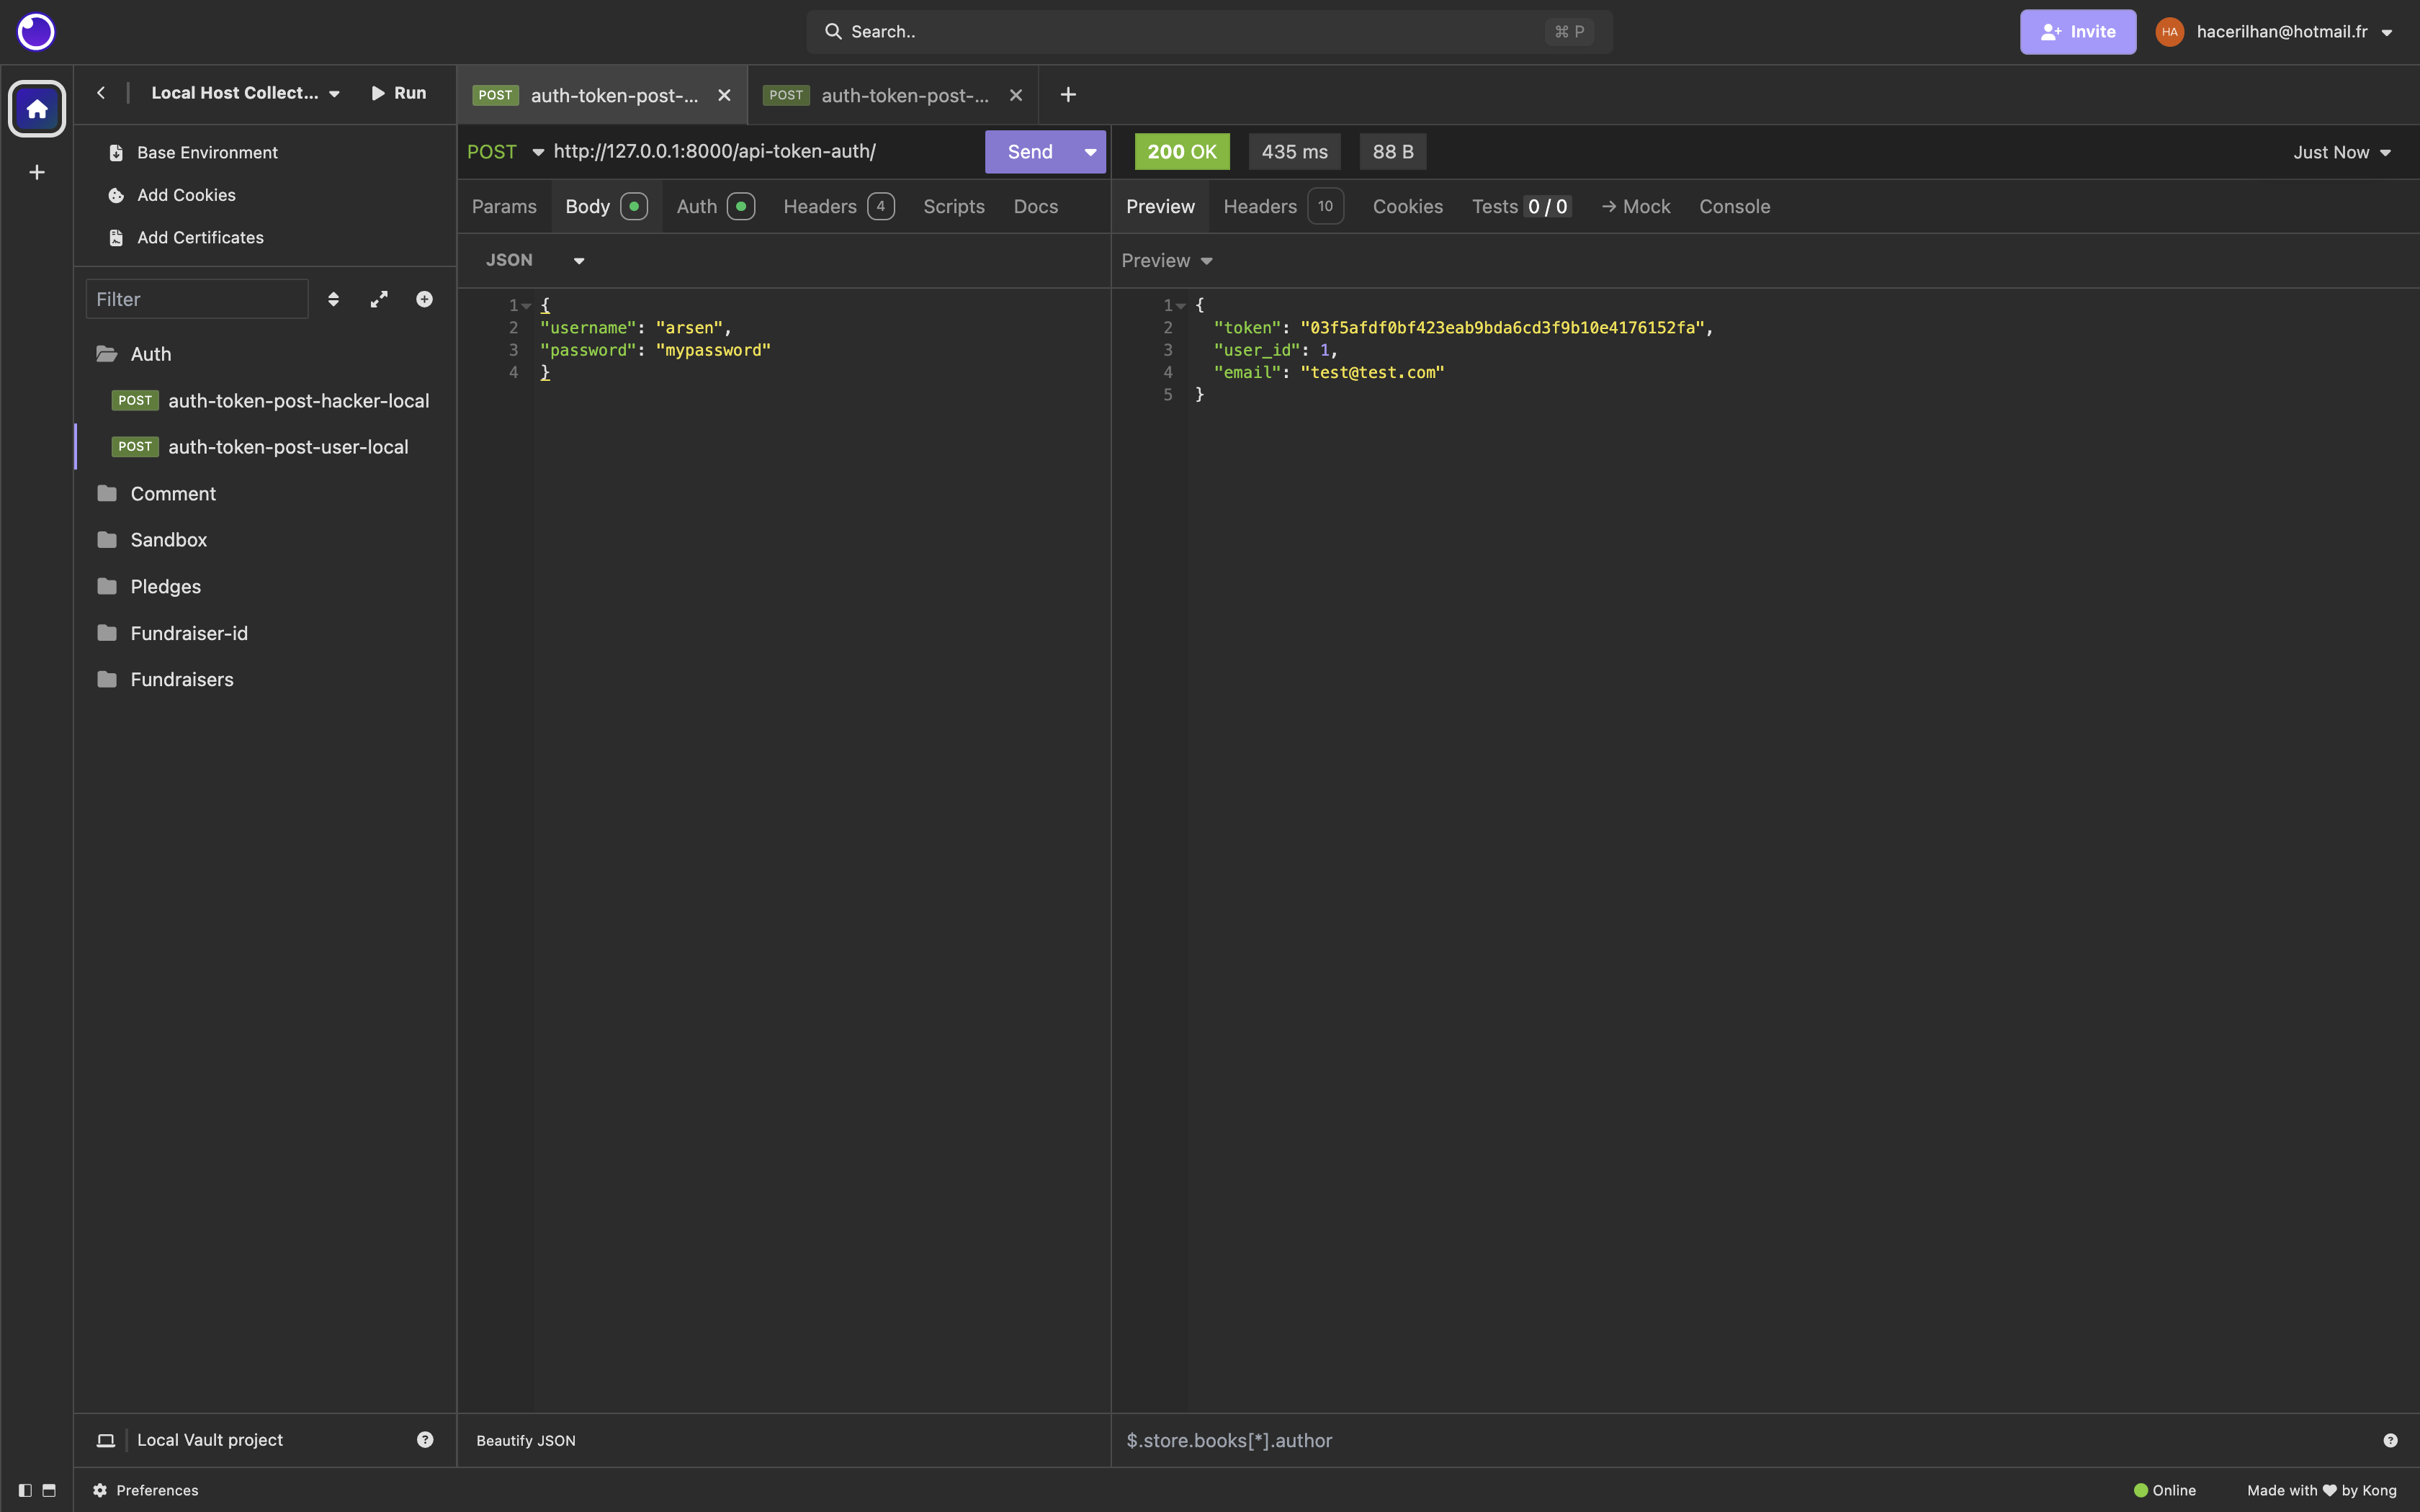 Search..
⌘ P
Invite
HA
hacerilhan@hotmail.fr
Local Host Collect...
Run
POST auth-token-post-...
POST auth-token-post-...
Base Environment
Add Cookies
Add Certificates
Filter
Auth
POST auth-token-post-hacker-local
POST auth-token-post-user-local
Comment
Sandbox
Pledges
Fundraiser-id
Fundraisers
Local Vault project
POST http://127.0.0.1:8000/api-token-auth/
Send
Params Body Auth Headers 4 Scripts Docs
JSON
1 {
2 "username": "arsen",
3 "password": "mypassword"
4 }
Beautify JSON
200 OK 435 ms 88 B
Just Now
Preview Headers 10 Cookies Tests 0 / 0 → Mock Console
Preview
1 {
2 "token": "03f5afdf0bf423eab9bda6cd3f9b10e4176152fa",
3 "user_id": 1,
4 "email": "test@test.com"
5 }
$.store.books[*].author
Preferences
Online
Made with ♥ by Kong